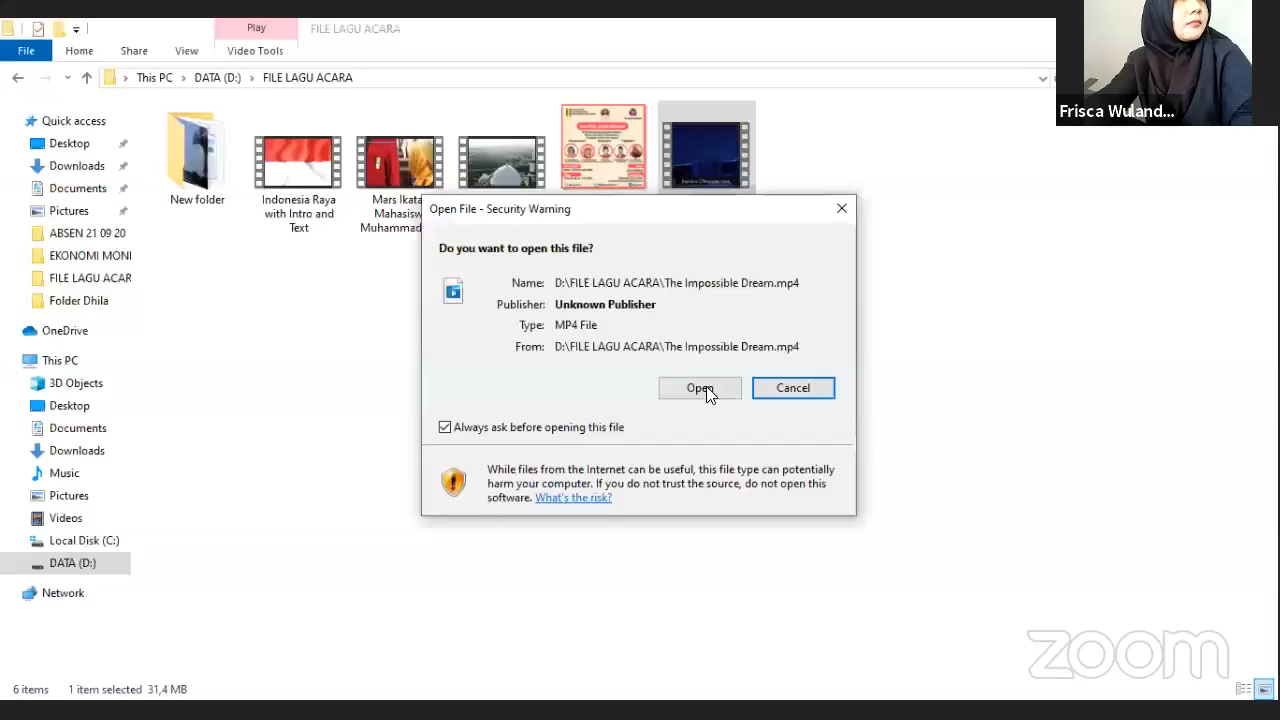 Play
FILE LAGU ACARA
File
Home
Share
View
Video Tools
This PC
DATA (D:)
FILE LAGU ACARA
Frisca Wuland...
Quick access
Desktop
Downloads
Documents
Pictures
ABSEN 21 09 20
EKONOMI MONI
FILE LAGU ACAR
Folder Dhila
OneDrive
This PC
3D Objects
Desktop
Documents
Downloads
Music
Pictures
Videos
Local Disk (C:)
DATA (D:)
Network
New folder
Indonesia Raya
with Intro and
Text
Mars Ikata
Mahasisw
Muhammad
Open File - Security Warning
Do you want to open this file?
Name: D:\FILE LAGU ACARA\The Impossible Dream.mp4
Publisher: Unknown Publisher
Type: MP4 File
From: D:\FILE LAGU ACARA\The Impossible Dream.mp4
Open
Cancel
Always ask before opening this file
While files from the Internet can be useful, this file type can potentially
harm your computer. If you do not trust the source, do not open this
software. What's the risk?
zoom
6 items
1 item selected 31,4 MB